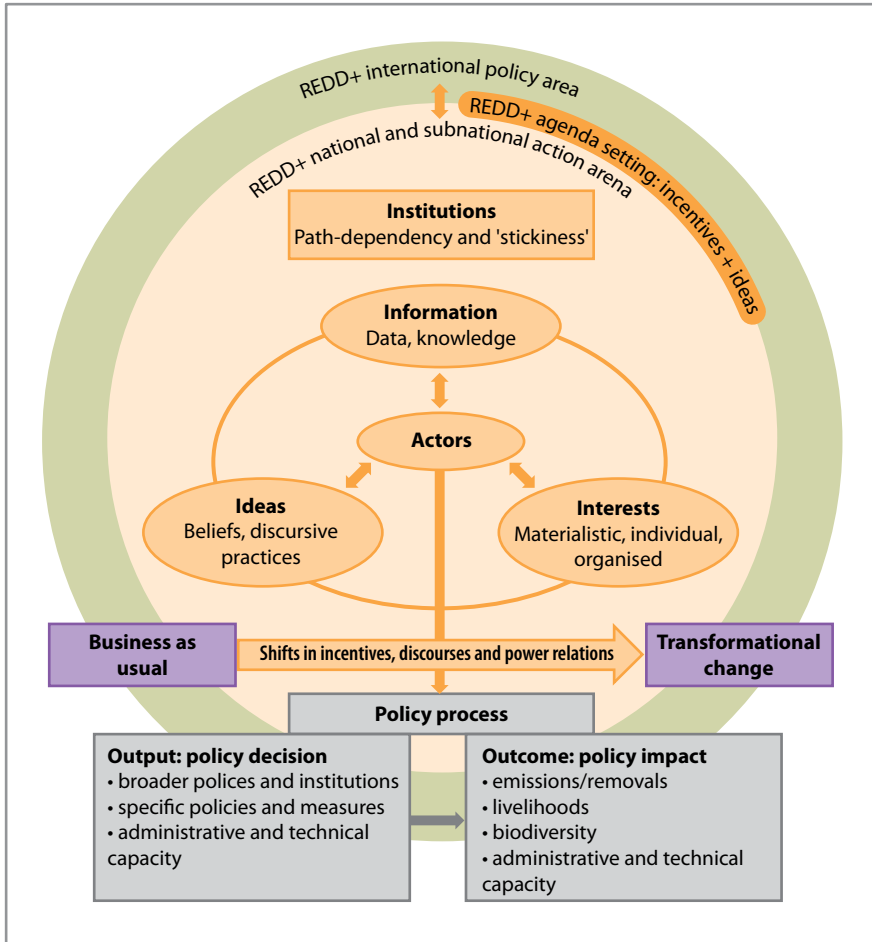 REDD+ international policy area
REDD+ agenda setting: incentives + ideas
REDD+ national and subnational action arena
Institutions
Path-dependency and 'stickiness'
Information
Data, knowledge
Actors
Ideas
Beliefs, discursive
practices
Interests
Materialistic, individual,
organised
Business as
usual
Shifts in incentives, discourses and power relations
Transformational
change
Policy process
Output: policy decision
• broader polices and institutions
• specific policies and measures
• administrative and technical
capacity
Outcome: policy impact
• emissions/removals
• livelihoods
• biodiversity
• administrative and technical
capacity